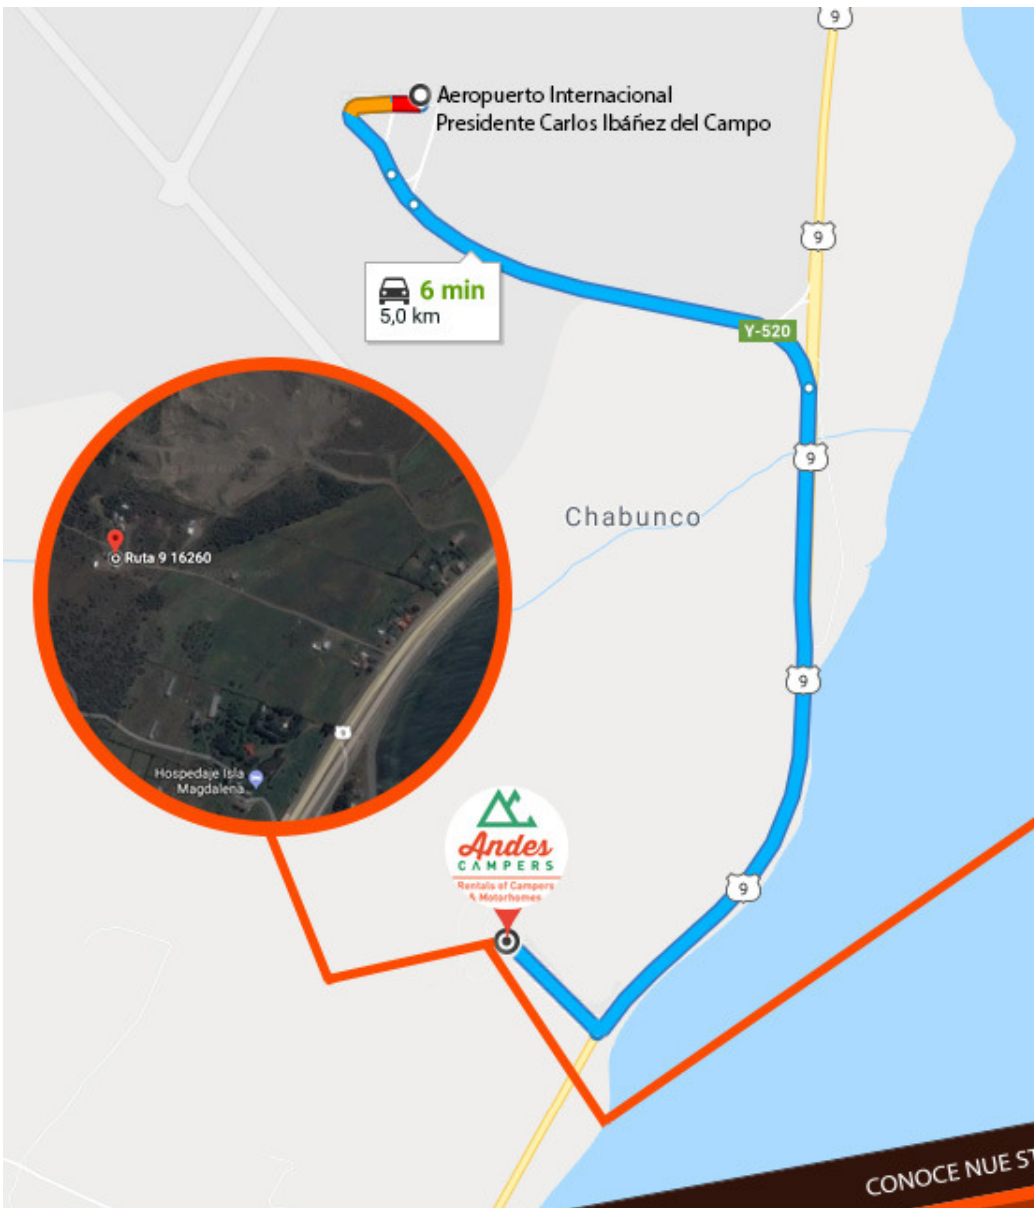 9
Aeropuerto Internacional
Presidente Carlos Ibáñez del Campo
9
6 min
5,0 km
Y-520
9
Chabunco
Ruta 9 16260
9
9
Hospedaje Isla
Magdalena
Andes
CAMPERS
Rentals of Campers
& Motorhomes
9
CONOCE NUE ST